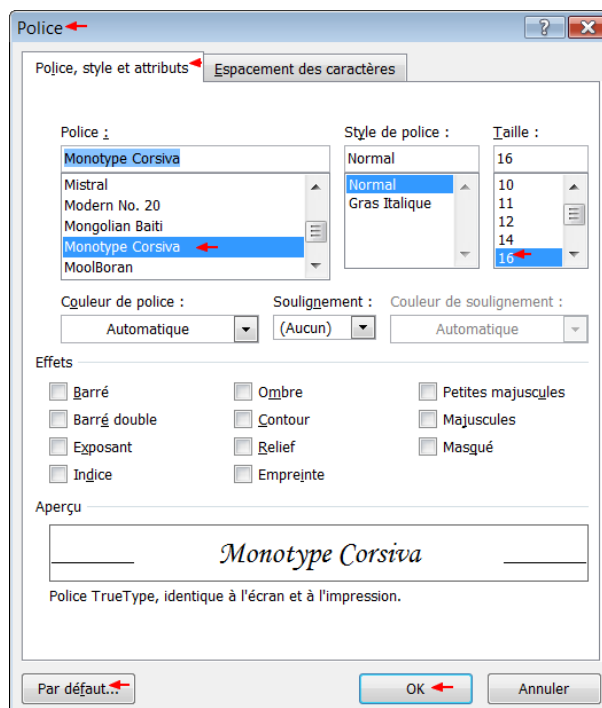 Police
Police, style et attributs Espacement des caractères
Police : Style de police : Taille :
Monotype Corsiva Normal 16
Mistral Normal 10
Modern No. 20 Gras Italique 11
Mongolian Baiti 12
Monotype Corsiva 14
MoolBoran 16
Couleur de police : Soulignement : Couleur de soulignement :
Automatique (Aucun) Automatique
Effets
Barré Ombre Petites majuscules
Barré double Contour Majuscules
Exposant Relief Masqué
Indice Empreinte
Aperçu
Monotype Corsiva
Police TrueType, identique à l'écran et à l'impression.
Par défaut... OK Annuler